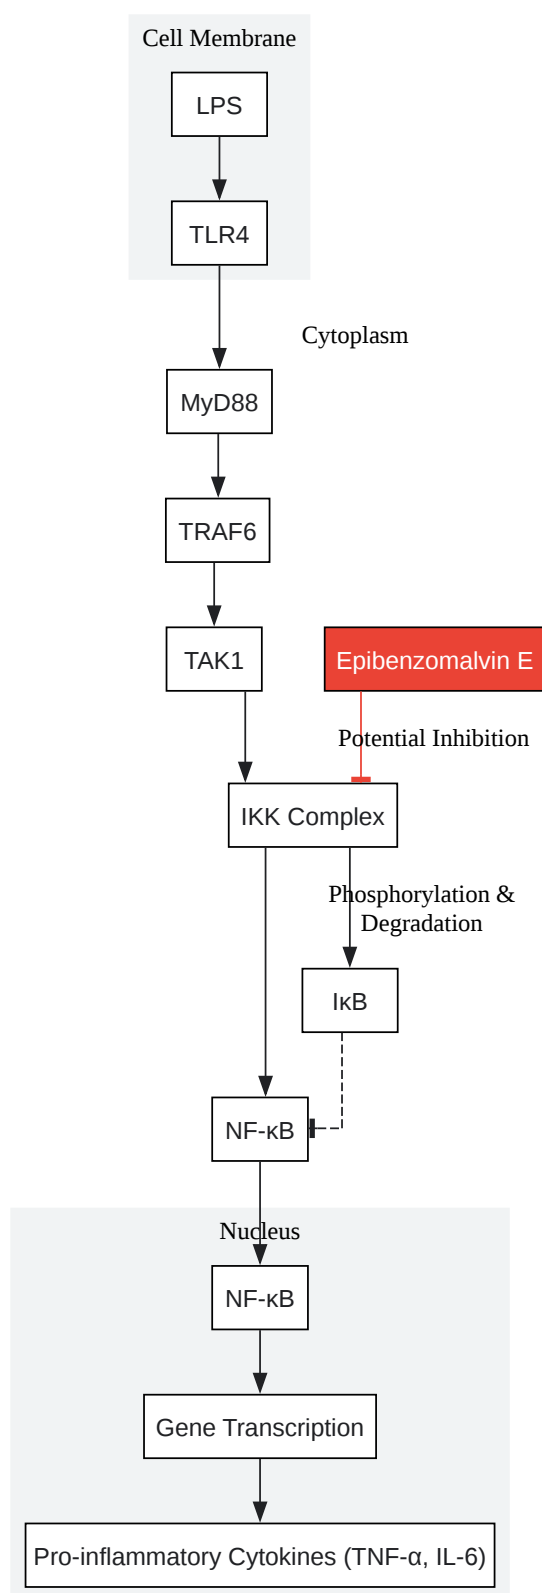 Cell Membrane
LPS
TLR4
Cytoplasm
MyD88
TRAF6
TAK1
Epibenzomalvin E
Potential Inhibition
IKK Complex
Phosphorylation &
Degradation
IκB
NF-κB
Nucleus
NF-κB
Gene Transcription
Pro-inflammatory Cytokines (TNF-α, IL-6)